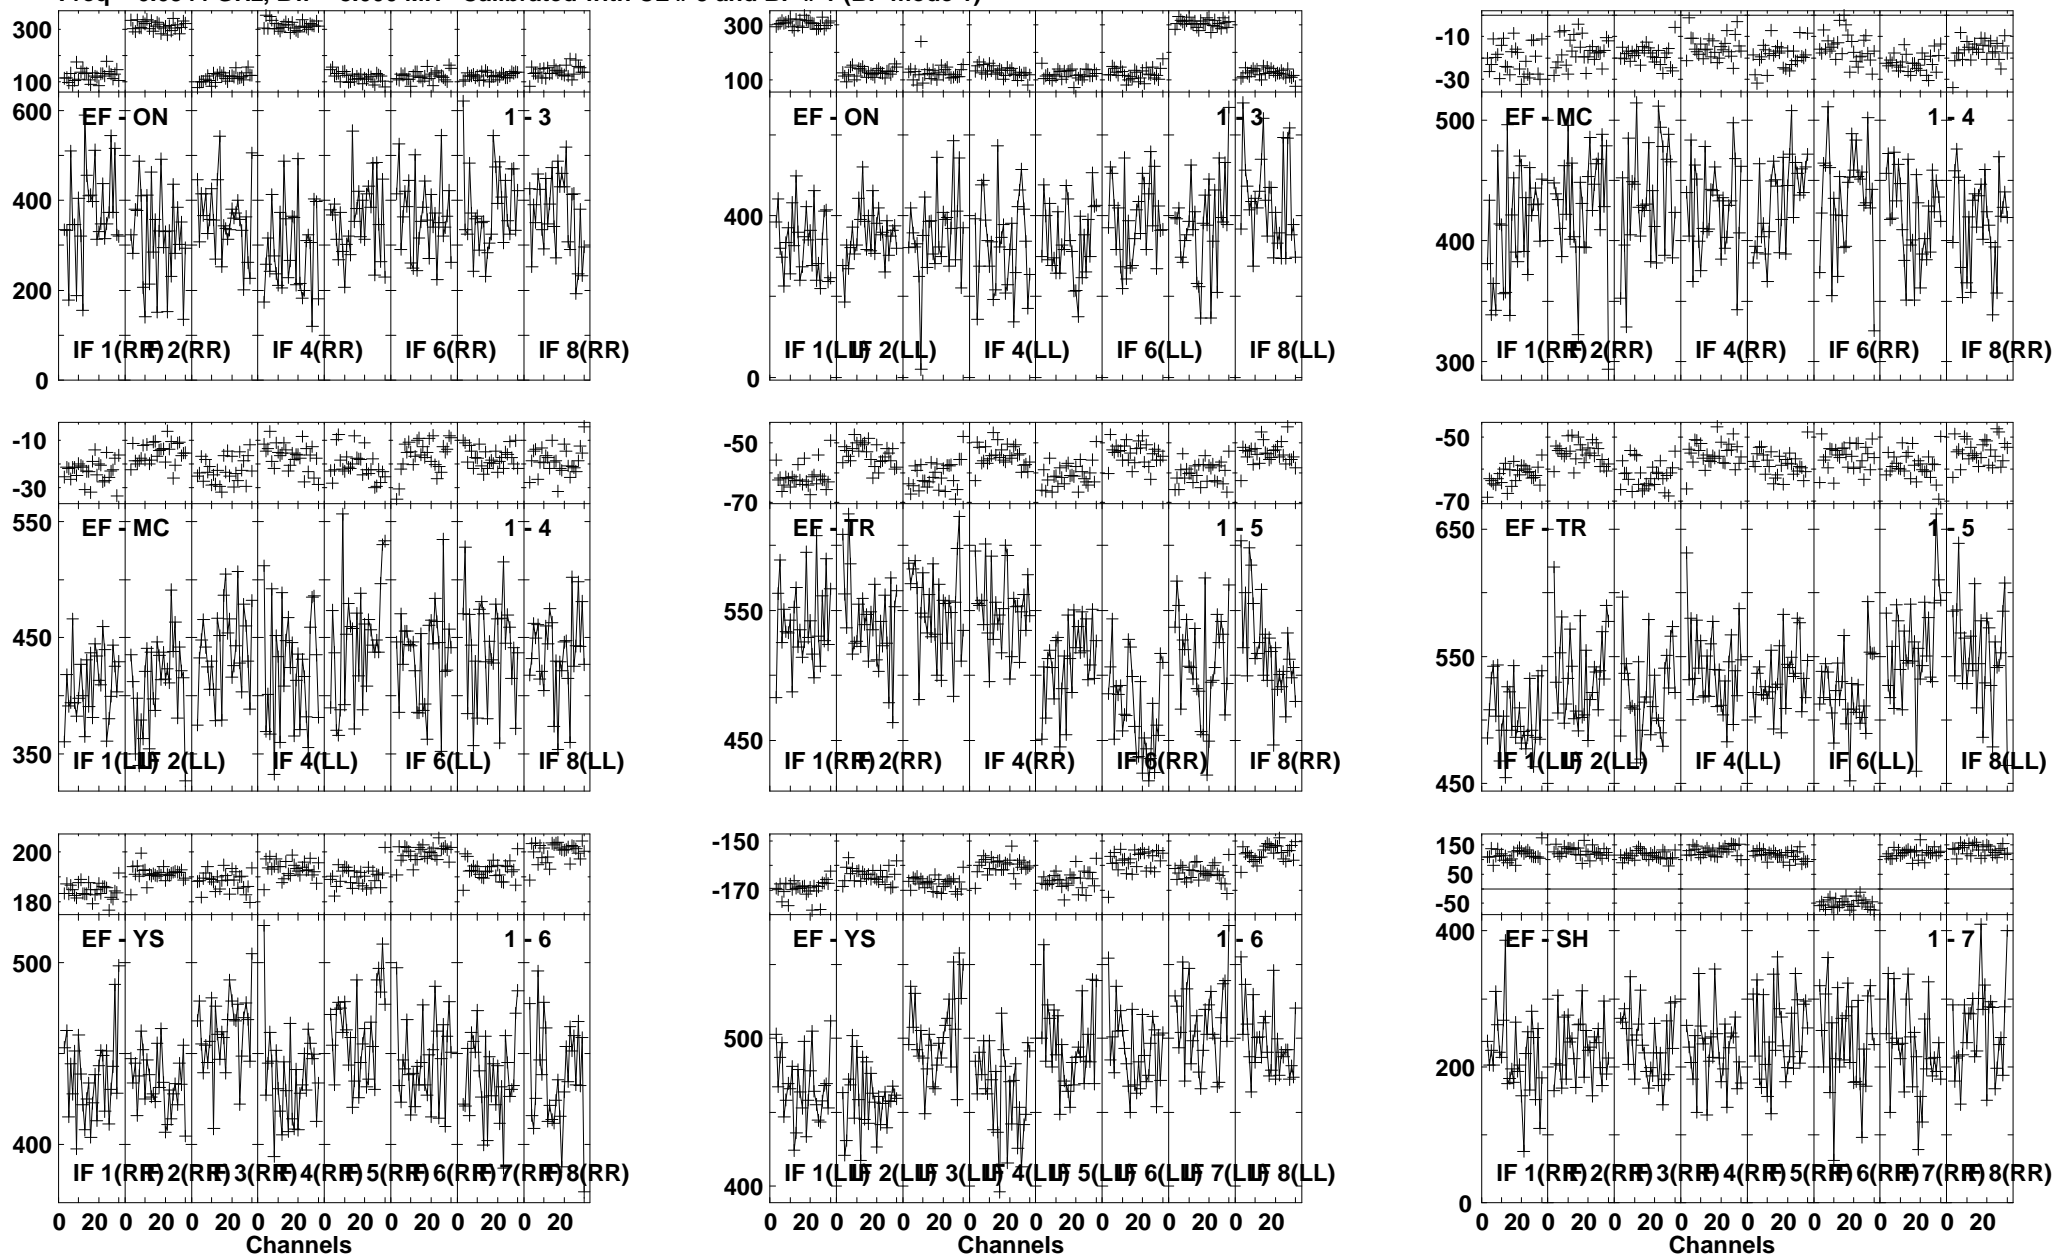 300
100
600
400
200
0
EF - ON
1 - 3
IF 2(RR)
IF 4(RR)
IF 6(RR)
IF 8(RR)
300
100
400
0
EF - ON
1 - 3
IF 2(LL)
IF 4(LL)
IF 6(LL)
IF 8(LL)
-10
-30
500
400
300
EF - MC
1 - 4
IF 1(RR)
IF 2(RR)
IF 4(RR)
IF 6(RR)
IF 8(RR)
-10
-30
550
450
350
EF - MC
1 - 4
IF 1(LL)
IF 2(LL)
IF 4(LL)
IF 6(LL)
IF 8(LL)
-50
-70
550
450
EF - TR
1 - 5
IF 1(RR)
IF 2(RR)
IF 4(RR)
IF 6(RR)
IF 8(RR)
-50
-70
650
550
450
EF - TR
1 - 5
IF 1(LL)
IF 2(LL)
IF 4(LL)
IF 6(LL)
IF 8(LL)
200
180
500
400
EF - YS
1 - 6
IF 1(RR)
IF 2(RR)
IF 3(RR)
IF 4(RR)
IF 5(RR)
IF 6(RR)
IF 7(RR)
IF 8(RR)
0 20 0 20 0 20 0 20 0 20 0 20 0 20 0 20
Channels
-150
-170
500
400
EF - YS
1 - 6
IF 1(LL)
IF 2(LL)
IF 3(LL)
IF 4(LL)
IF 5(LL)
IF 6(LL)
IF 7(LL)
IF 8(LL)
0 20 0 20 0 20 0 20 0 20 0 20 0 20 0 20
Channels
150
50
-50
400
200
0
EF - SH
1 - 7
IF 1(RR)
IF 2(RR)
IF 3(RR)
IF 4(RR)
IF 5(RR)
IF 6(RR)
IF 7(RR)
IF 8(RR)
0 20 0 20 0 20 0 20 0 20 0 20 0 20 0 20
Channels